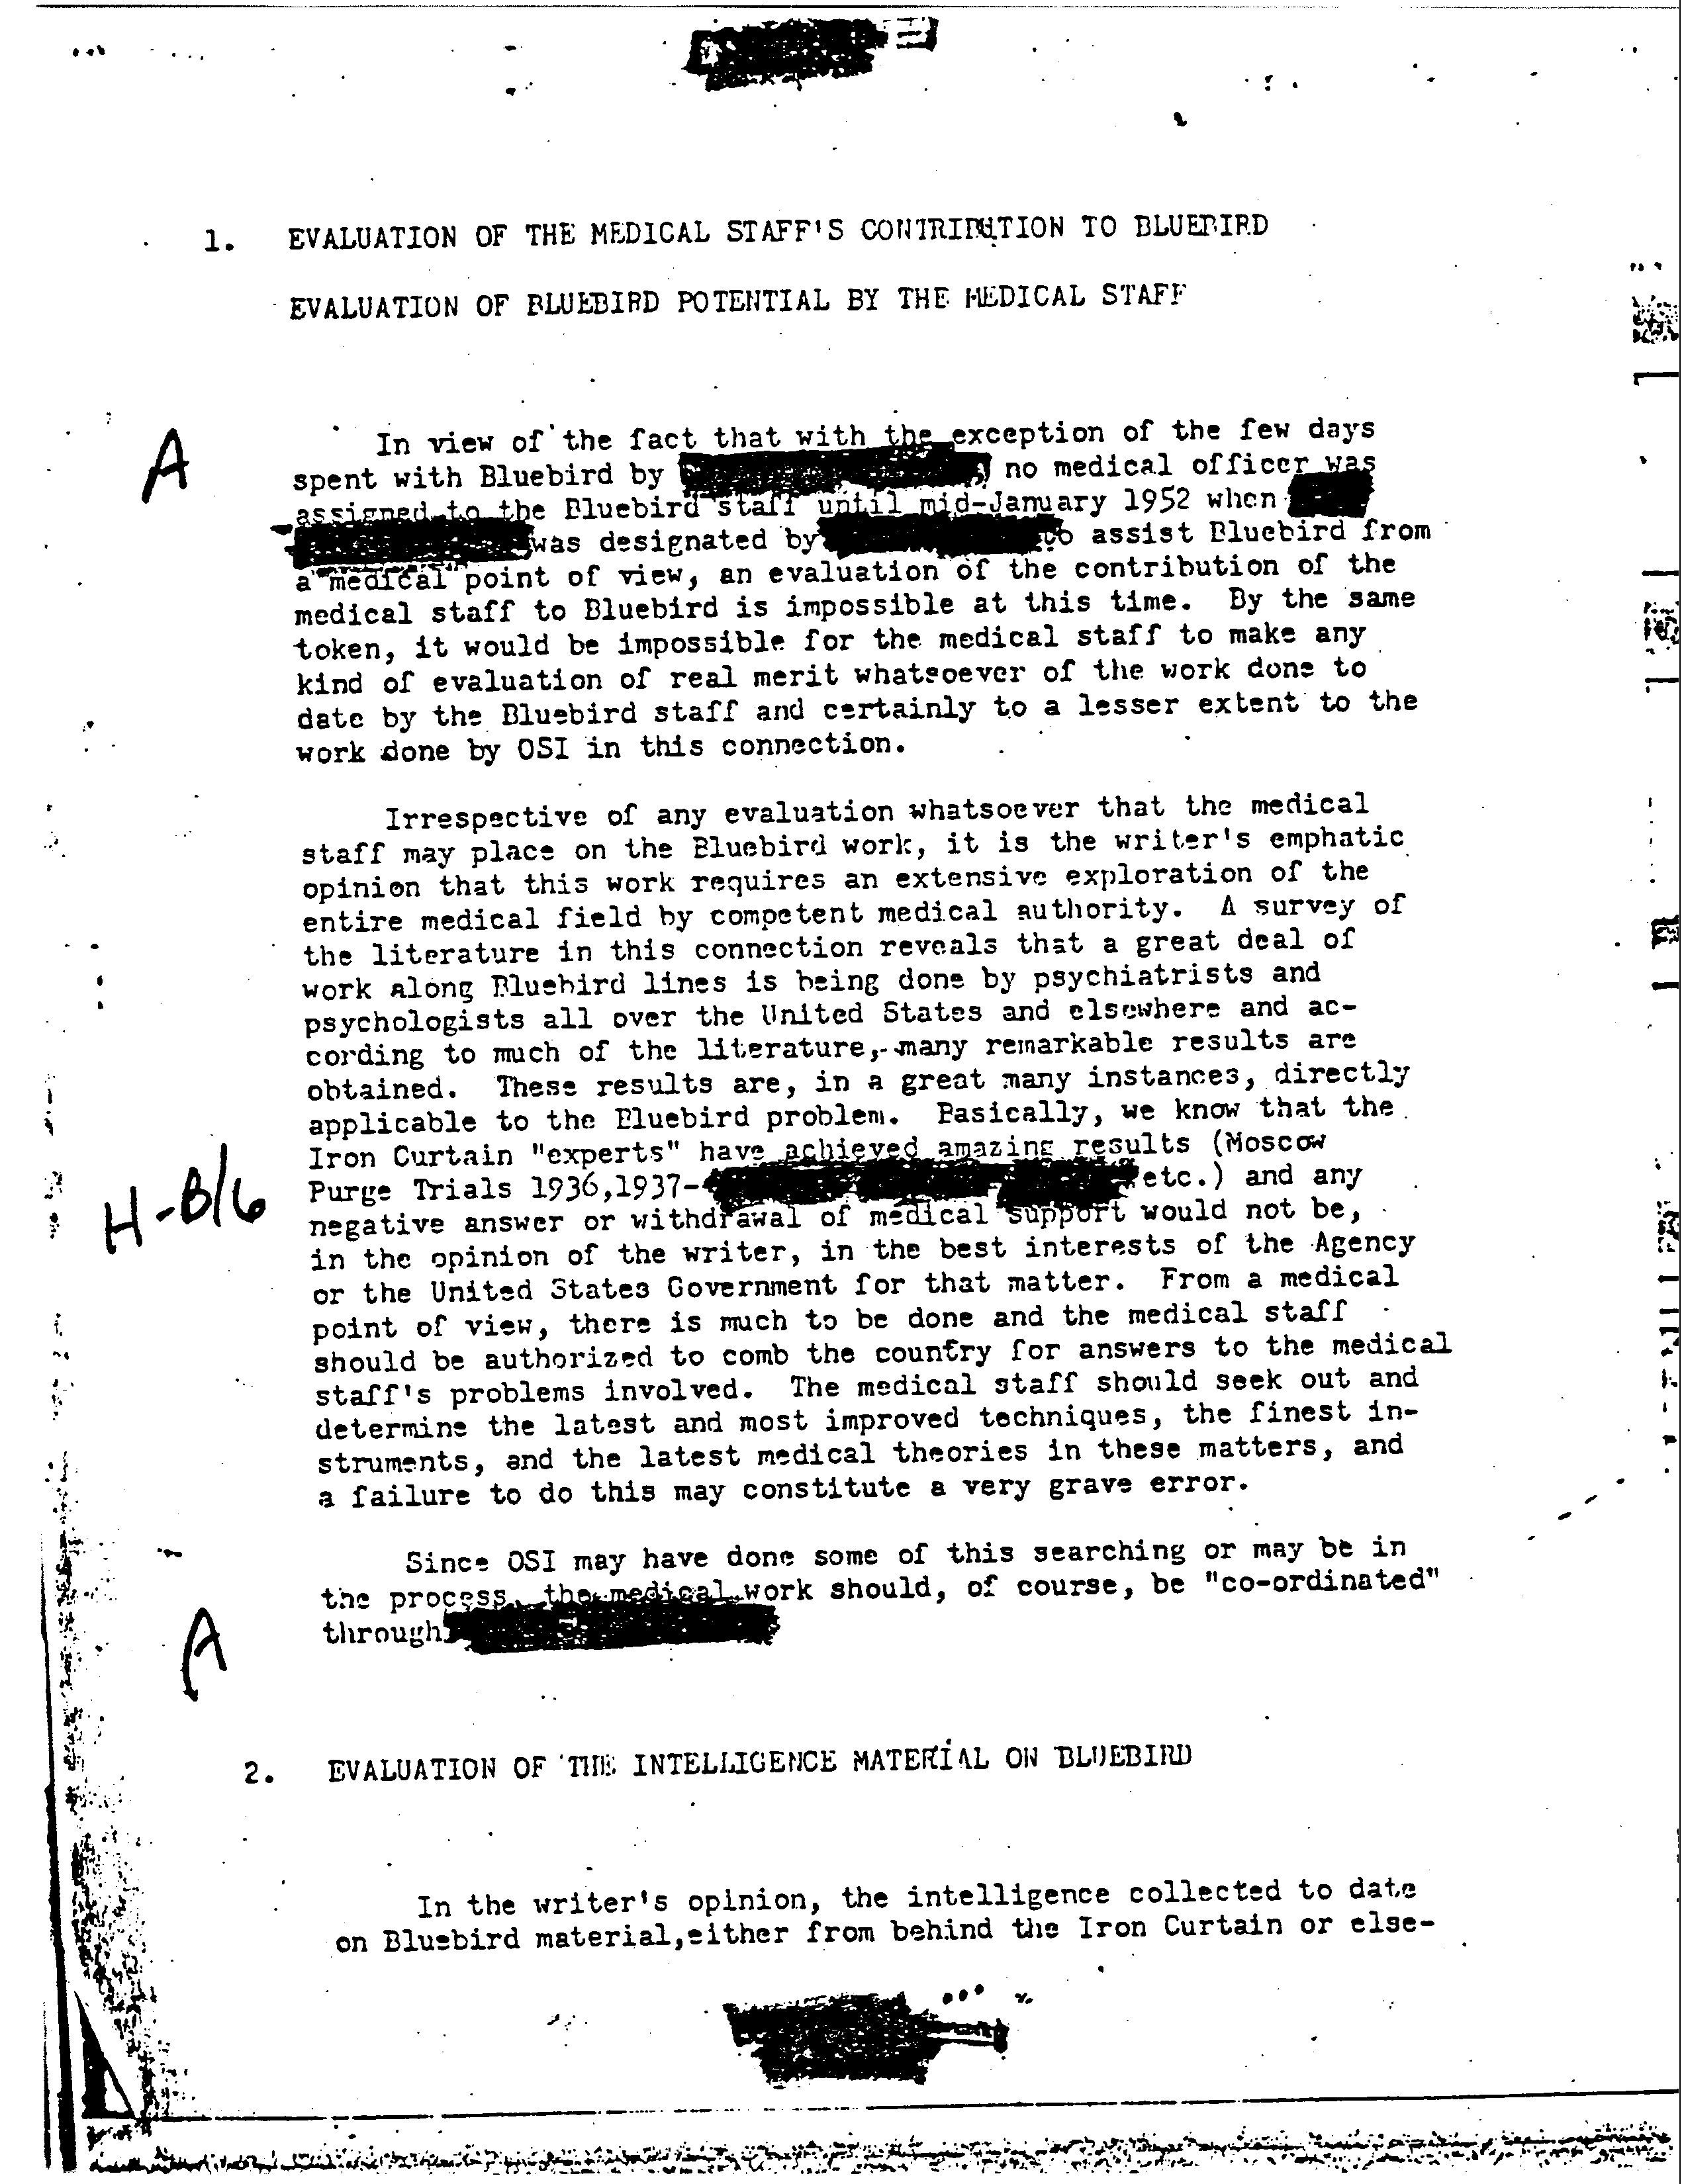 1. EVALUATION OF THE MEDICAL STAFF'S CONTRIBUTION TO BLUEBIRD
EVALUATION OF BLUEBIRD POTENTIAL BY THE MEDICAL STAFF
A
In view of the fact that with the exception of the few days
spent with Bluebird by no medical officer was
assigned to the Bluebird staff until mid-January 1952 when
was designated by to assist Bluebird from
a medical point of view, an evaluation of the contribution of the
medical staff to Bluebird is impossible at this time. By the same
token, it would be impossible for the medical staff to make any
kind of evaluation of real merit whatsoever of the work done to
date by the Bluebird staff and certainly to a lesser extent to the
work done by OSI in this connection.
Irrespective of any evaluation whatsoever that the medical
staff may place on the Bluebird work, it is the writer's emphatic
opinion that this work requires an extensive exploration of the
entire medical field by competent medical authority. A survey of
the literature in this connection reveals that a great deal of
work along Bluebird lines is being done by psychiatrists and
psychologists all over the United States and elsewhere and ac-
cording to much of the literature, many remarkable results are
obtained. These results are, in a great many instances, directly
applicable to the Bluebird problem. Basically, we know that the
Iron Curtain "experts" have achieved amazing results (Moscow
H-B/6
Purge Trials 1936,1937- etc.) and any
negative answer or withdrawal of medical support would not be,
in the opinion of the writer, in the best interests of the Agency
or the United States Government for that matter. From a medical
point of view, there is much to be done and the medical staff
should be authorized to comb the country for answers to the medical
staff's problems involved. The medical staff should seek out and
determine the latest and most improved techniques, the finest in-
struments, and the latest medical theories in these matters, and
a failure to do this may constitute a very grave error.
Since OSI may have done some of this searching or may be in
the process, the medical work should, of course, be "co-ordinated"
through
A
2. EVALUATION OF THE INTELLIGENCE MATERIAL ON BLUEBIRD
In the writer's opinion, the intelligence collected to date
on Bluebird material,either from behind the Iron Curtain or else-